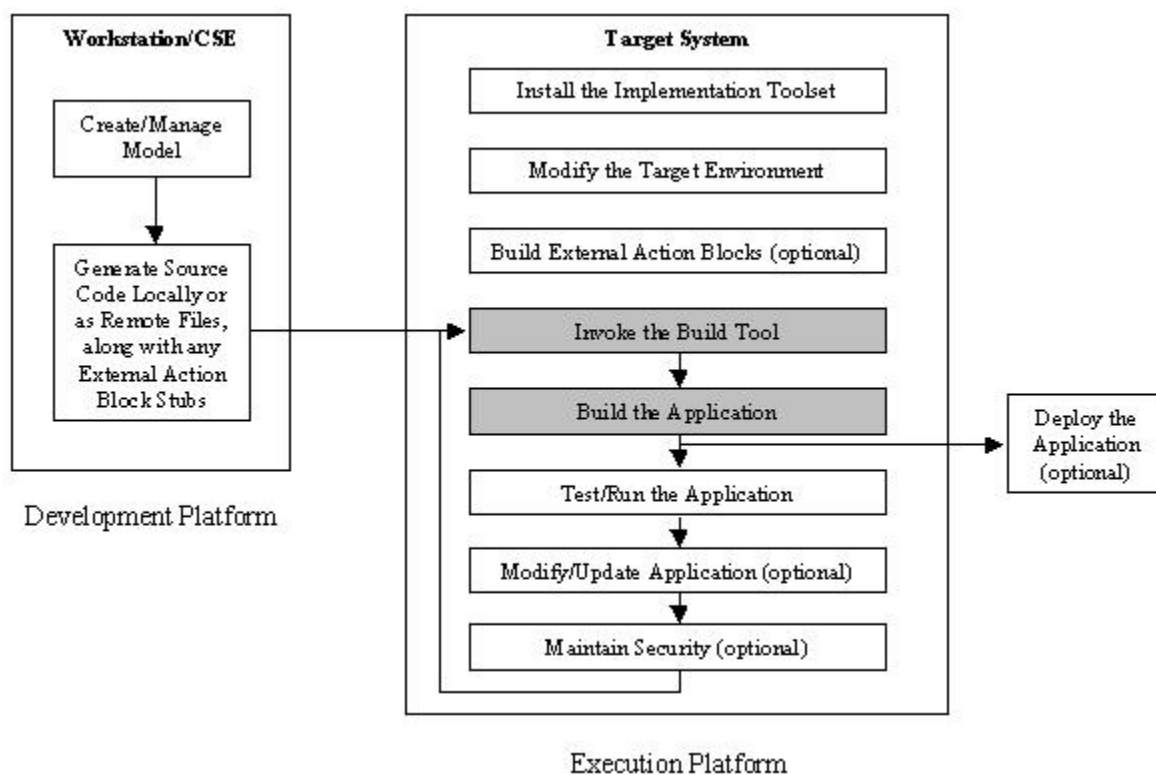 Workstation/CSE
Create/Manage
Model
Generate Source
Code Locally or
as Remote Files,
along with any
External Action
Block Stubs
Development Platform
Target System
Install the Implementation Toolset
Modify the Target Environment
Build External Action Blocks (optional)
Invoke the Build Tool
Build the Application
Test/Run the Application
Modify/Update Application (optional)
Maintain Security (optional)
Execution Platform
Deploy the
Application
(optional)